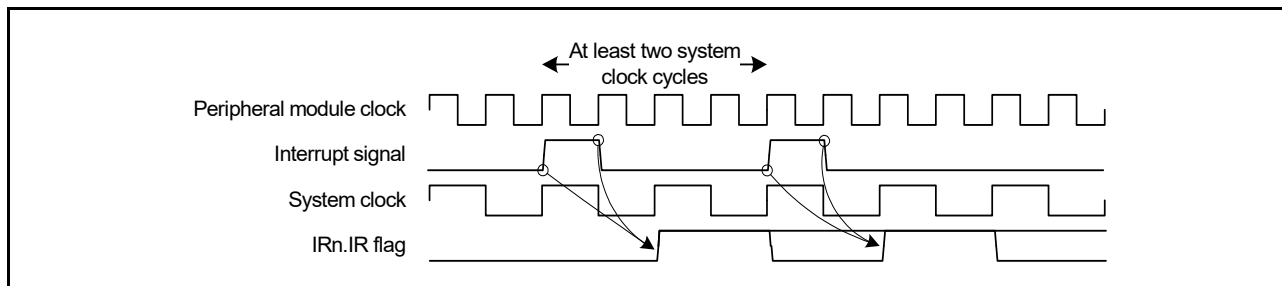 At least two system
clock cycles
Peripheral module clock
Interrupt signal
System clock
IRn.IR flag